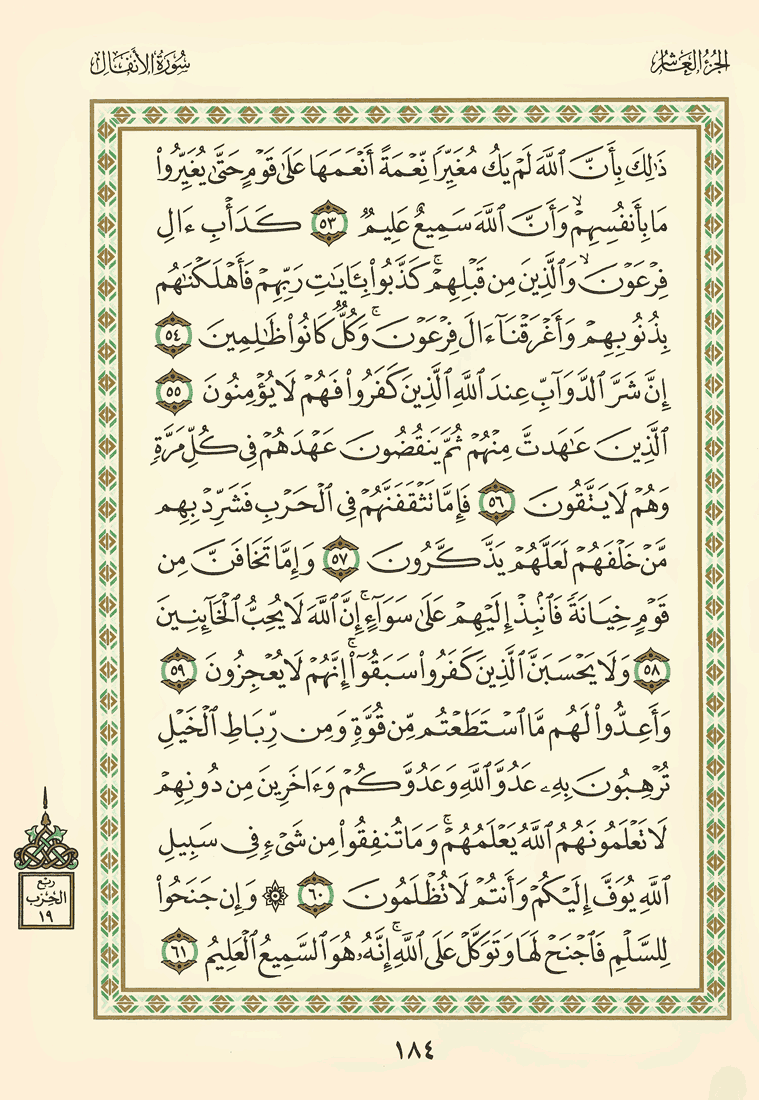 الجزء العاشر
سورة الأنفال
ذَٰلِكَ بِأَنَّ ٱللَّهَ لَمْ يَكُ مُغَيِّرًا نِّعْمَةً أَنْعَمَهَا عَلَىٰ قَوْمٍ حَتَّىٰ يُغَيِّرُوا۟
مَا بِأَنفُسِهِمْ ۙ وَأَنَّ ٱللَّهَ سَمِيعٌ عَلِيمٌ ٥٣ كَدَأْبِ ءَالِ
فِرْعَوْنَ ۙ وَٱلَّذِينَ مِن قَبْلِهِمْ ۚ كَذَّبُوا۟ بِـَٔايَٰتِ رَبِّهِمْ فَأَهْلَكْنَٰهُم
بِذُنُوبِهِمْ وَأَغْرَقْنَآ ءَالَ فِرْعَوْنَ ۚ وَكُلٌّ كَانُوا۟ ظَٰلِمِينَ ٥٤
إِنَّ شَرَّ ٱلدَّوَآبِّ عِندَ ٱللَّهِ ٱلَّذِينَ كَفَرُوا۟ فَهُمْ لَا يُؤْمِنُونَ ٥٥
ٱلَّذِينَ عَٰهَدتَّ مِنْهُمْ ثُمَّ يَنقُضُونَ عَهْدَهُمْ فِى كُلِّ مَرَّةٍ
وَهُمْ لَا يَتَّقُونَ ٥٦ فَإِمَّا تَثْقَفَنَّهُمْ فِى ٱلْحَرْبِ فَشَرِّدْ بِهِم
مَّنْ خَلْفَهُمْ لَعَلَّهُمْ يَذَّكَّرُونَ ٥٧ وَإِمَّا تَخَافَنَّ مِن
قَوْمٍ خِيَانَةً فَٱنۢبِذْ إِلَيْهِمْ عَلَىٰ سَوَآءٍ ۚ إِنَّ ٱللَّهَ لَا يُحِبُّ ٱلْخَآئِنِينَ
٥٨ وَلَا يَحْسَبَنَّ ٱلَّذِينَ كَفَرُوا۟ سَبَقُوٓا۟ ۚ إِنَّهُمْ لَا يُعْجِزُونَ ٥٩
وَأَعِدُّوا۟ لَهُم مَّا ٱسْتَطَعْتُم مِّن قُوَّةٍ وَمِن رِّبَاطِ ٱلْخَيْلِ
تُرْهِبُونَ بِهِۦ عَدُوَّ ٱللَّهِ وَعَدُوَّكُمْ وَءَاخَرِينَ مِن دُونِهِمْ
لَا تَعْلَمُونَهُمُ ٱللَّهُ يَعْلَمُهُمْ ۚ وَمَا تُنفِقُوا۟ مِن شَىْءٍ فِى سَبِيلِ
ٱللَّهِ يُوَفَّ إِلَيْكُمْ وَأَنتُمْ لَا تُظْلَمُونَ ٦٠ ۞ وَإِن جَنَحُوا۟
لِلسَّلْمِ فَٱجْنَحْ لَهَا وَتَوَكَّلْ عَلَى ٱللَّهِ ۚ إِنَّهُۥ هُوَ ٱلسَّمِيعُ ٱلْعَلِيمُ ٦١
ربع
الحزب
١٩
١٨٤